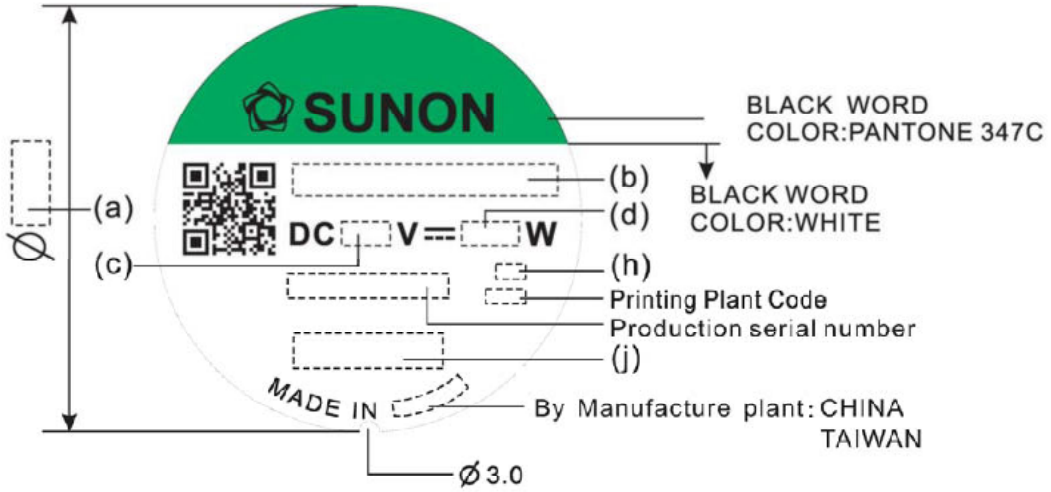 SUNON
BLACK WORD
COLOR:PANTONE 347C
(b)
BLACK WORD
COLOR:WHITE
(a)
Ø
(d)
DC V⎓ W
(c)
(h)
Printing Plant Code
Production serial number
(j)
MADE IN
By Manufacture plant: CHINA
TAIWAN
Ø 3.0